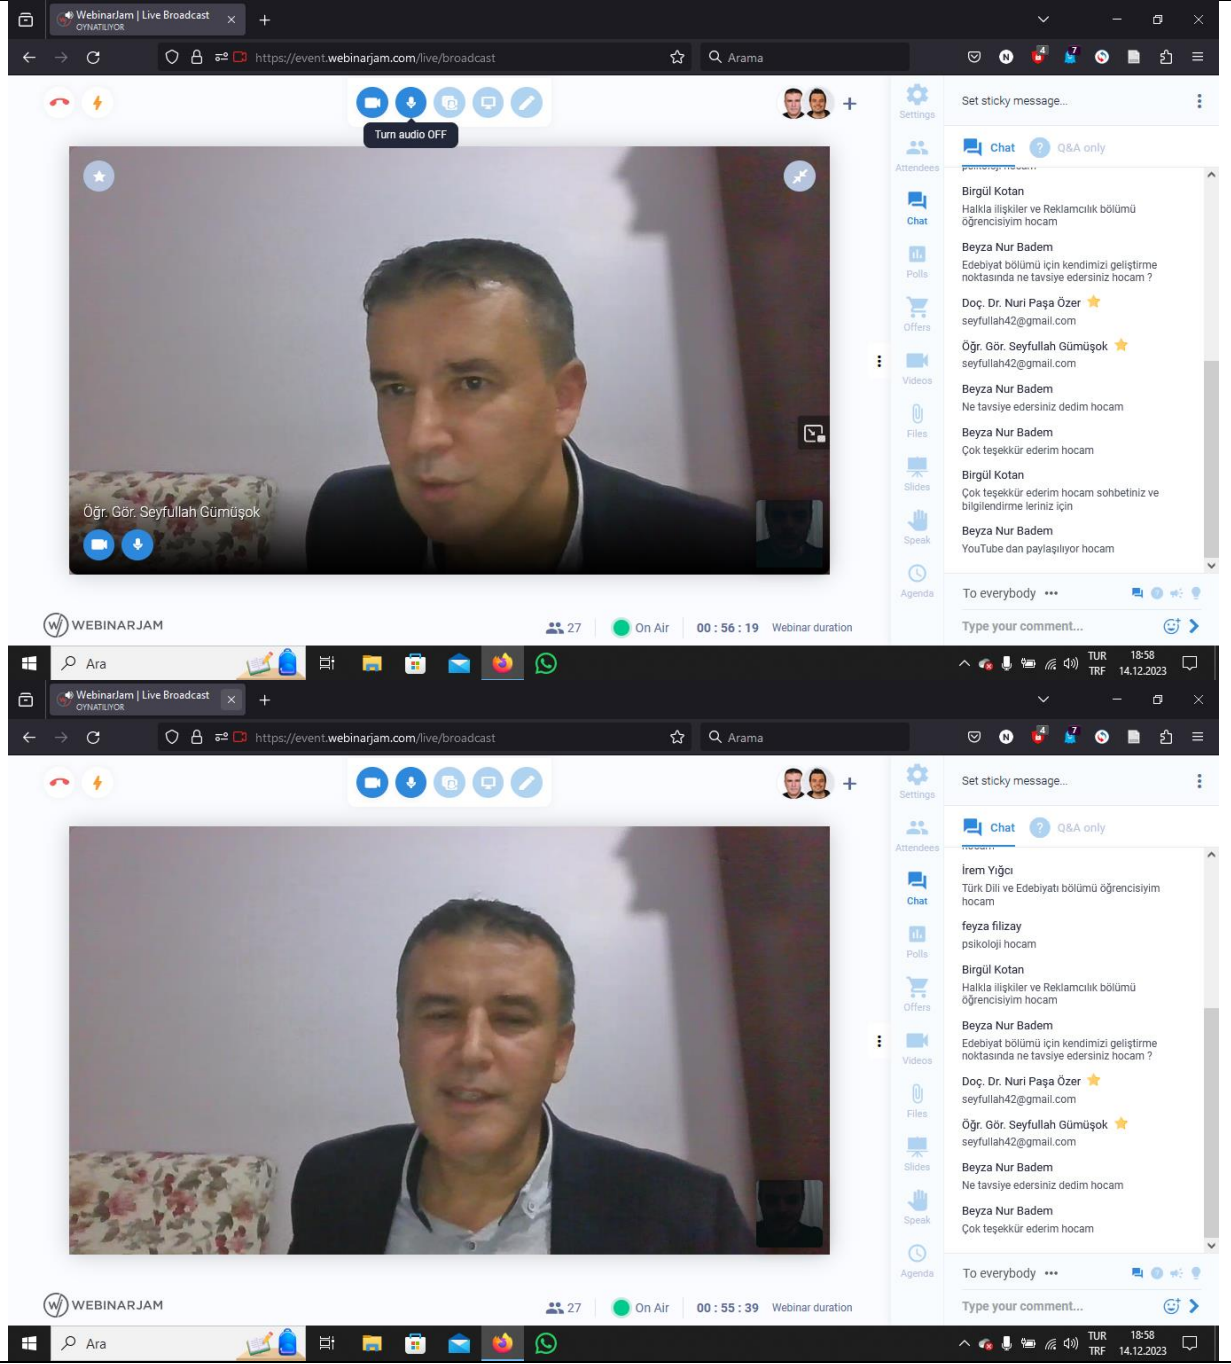 WebinarJam | Live Broadcast
OYNATILIYOR
https://event.webinarjam.com/live/broadcast
Arama
4
7
Turn audio OFF
Settings
Set sticky message...
Attendees
Chat
Q&A only
Birgül Kotan
Halkla ilişkiler ve Reklamcılık bölümü
öğrencisiyim hocam
Chat
Beyza Nur Badem
Edebiyat bölümü için kendimizi geliştirme
noktasında ne tavsiye edersiniz hocam ?
Polls
Doç. Dr. Nuri Paşa Özer
seyfullah42@gmail.com
Offers
Öğr. Gör. Seyfullah Gümüşok
seyfullah42@gmail.com
Videos
Beyza Nur Badem
Ne tavsiye edersiniz dedim hocam
Files
Beyza Nur Badem
Çok teşekkür ederim hocam
Slides
Birgül Kotan
Çok teşekkür ederim hocam sohbetiniz ve
bilgilendirme leriniz için
Speak
Beyza Nur Badem
YouTube dan paylaşılıyor hocam
Agenda
Öğr. Gör. Seyfullah Gümüşok
To everybody
Type your comment...
WEBINARJAM
27
On Air
00 : 56 : 19
Webinar duration
Ara
TUR
TRF
18:58
14.12.2023
WebinarJam | Live Broadcast
OYNATILIYOR
https://event.webinarjam.com/live/broadcast
Arama
4
7
Settings
Set sticky message...
Attendees
Chat
Q&A only
İrem Yığcı
Türk Dili ve Edebiyatı bölümü öğrencisiyim
hocam
Chat
feyza filizay
psikoloji hocam
Polls
Birgül Kotan
Halkla ilişkiler ve Reklamcılık bölümü
öğrencisiyim hocam
Offers
Beyza Nur Badem
Edebiyat bölümü için kendimizi geliştirme
noktasında ne tavsiye edersiniz hocam ?
Videos
Doç. Dr. Nuri Paşa Özer
seyfullah42@gmail.com
Files
Öğr. Gör. Seyfullah Gümüşok
seyfullah42@gmail.com
Slides
Beyza Nur Badem
Ne tavsiye edersiniz dedim hocam
Speak
Beyza Nur Badem
Çok teşekkür ederim hocam
Agenda
To everybody
Type your comment...
WEBINARJAM
27
On Air
00 : 55 : 39
Webinar duration
Ara
TUR
TRF
18:58
14.12.2023